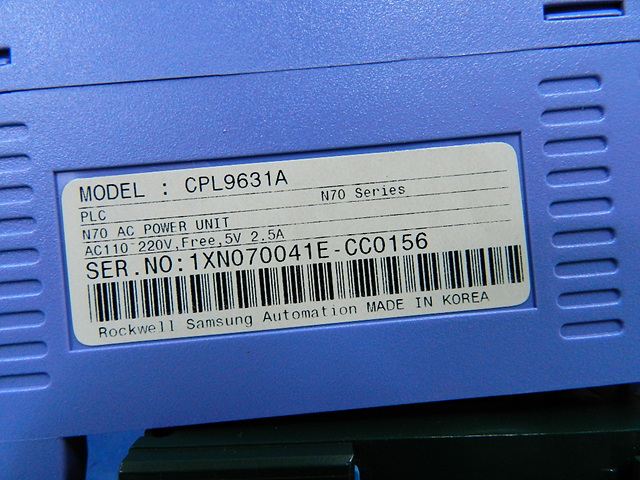 MODEL : CPL9631A
PLC N70 Series
N70 AC POWER UNIT
AC110~220V,Free,5V 2.5A
SER.NO:1XN070041E-CC0156
Rockwell Samsung Automation MADE IN KOREA